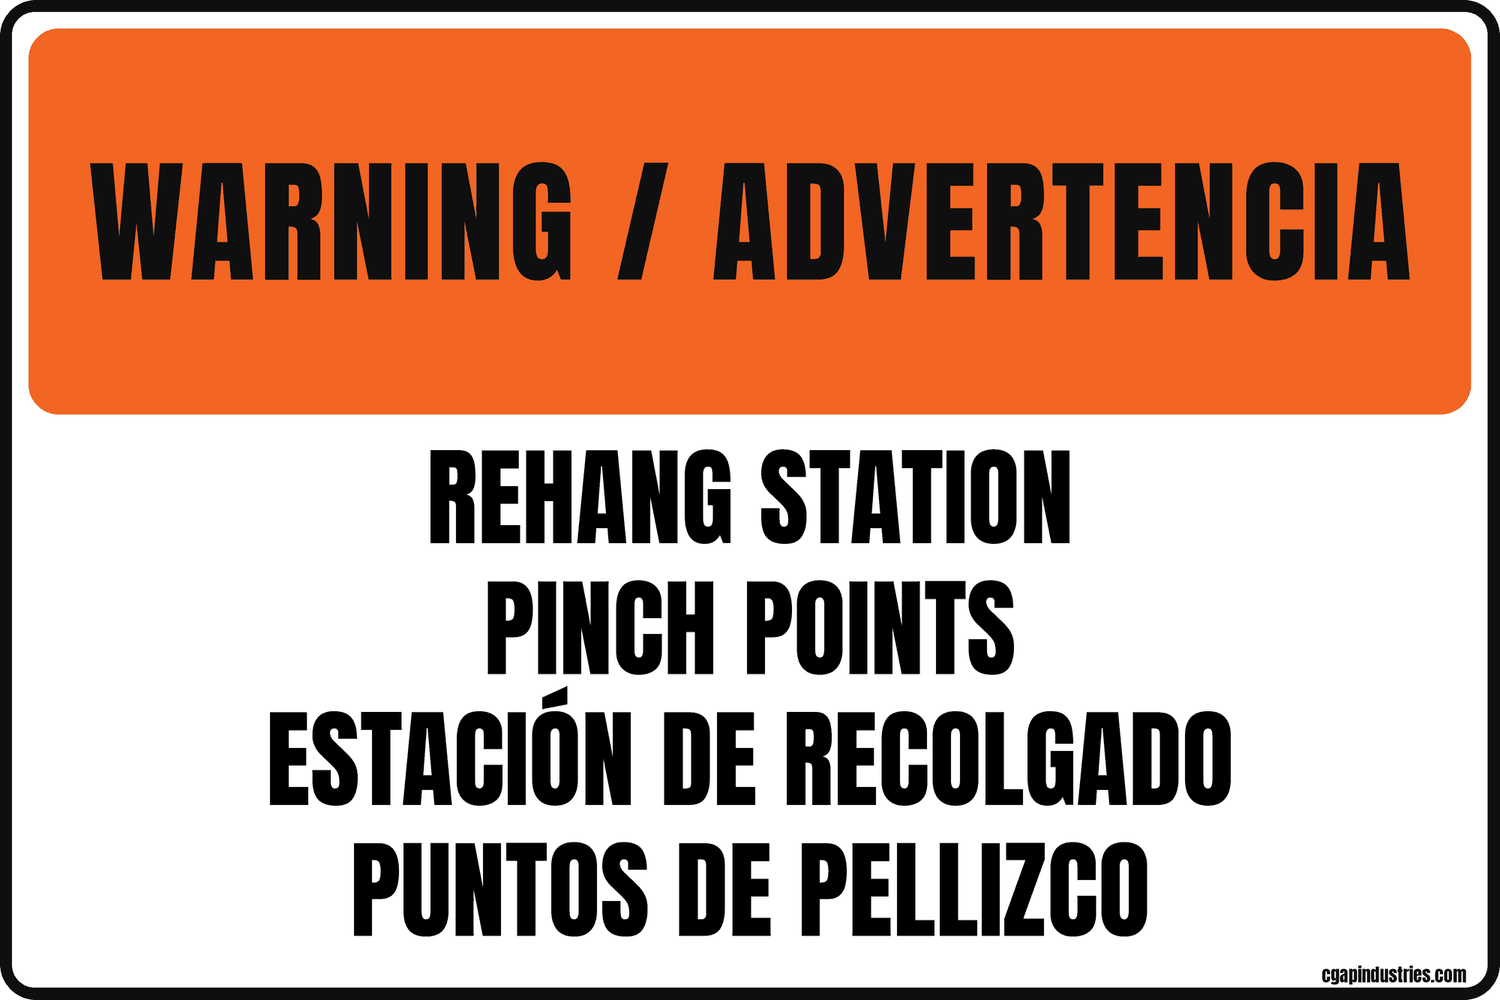 WARNING / ADVERTENCIA
REHANG STATION
PINCH POINTS
ESTACIÓN DE RECOLGADO
PUNTOS DE PELLIZCO
cgapindustries.com